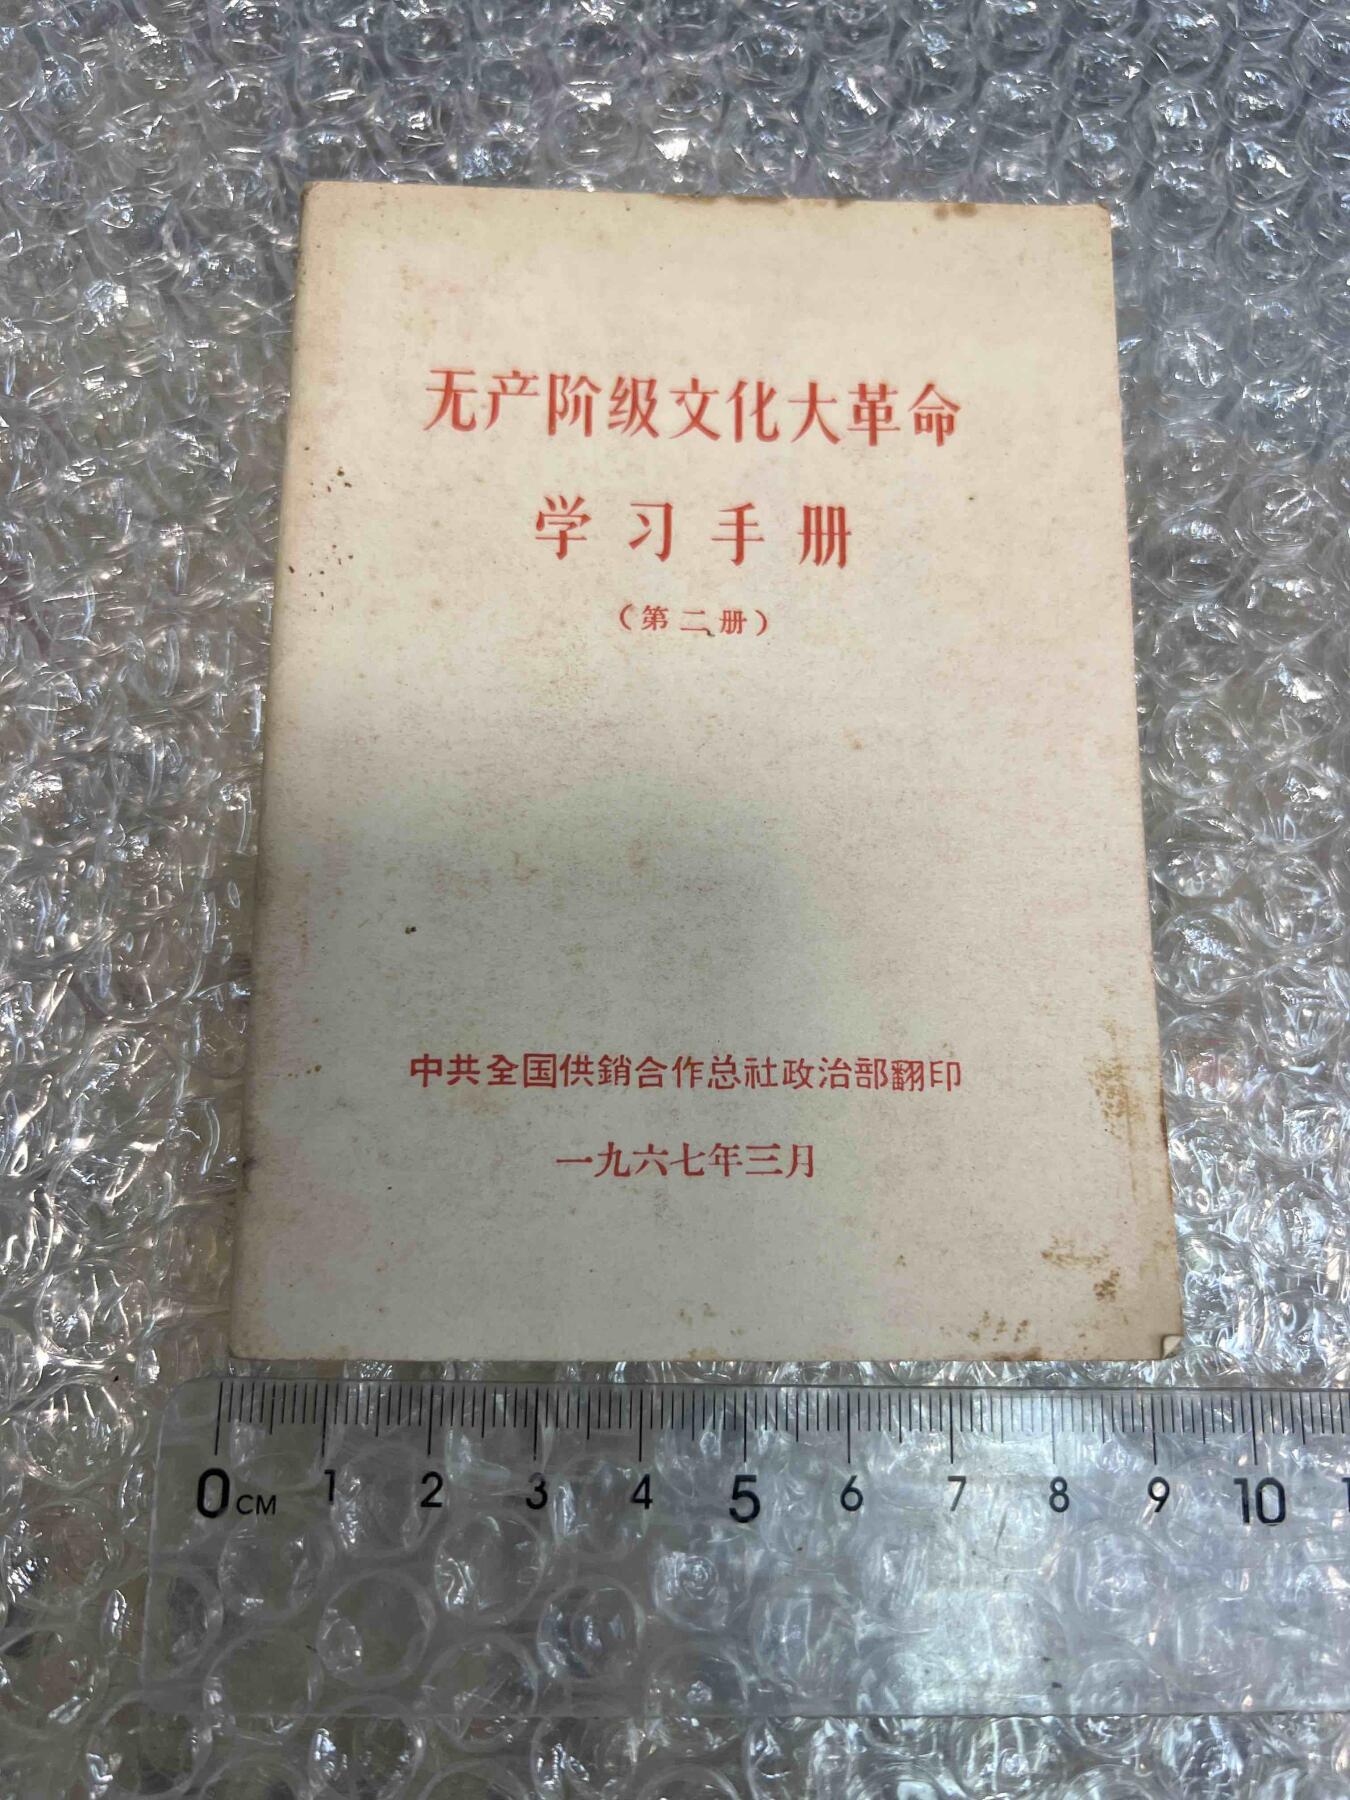 无产阶级文化大革命
学习手册
（第二册）
中共全国供銷合作总社政治部翻印
一九六七年三月
0CM 1 2 3 4 5 6 7 8 9 10